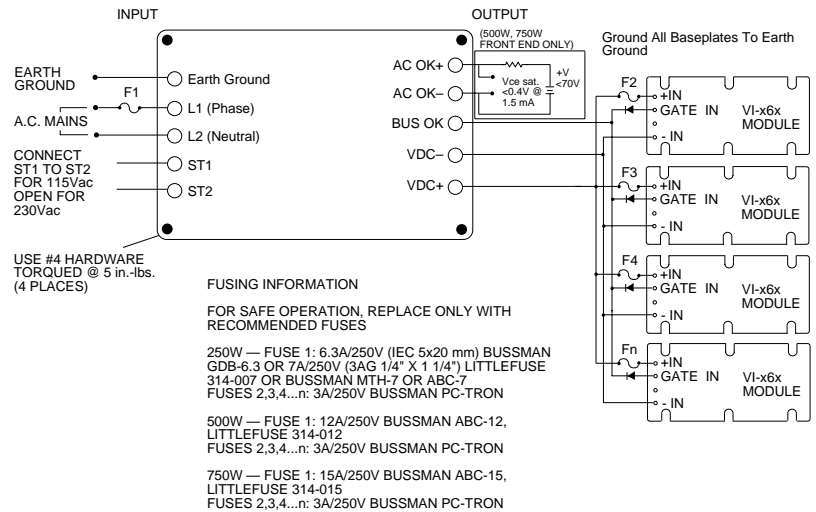 INPUT
OUTPUT
(500W, 750W
FRONT END ONLY)
Ground All Baseplates To Earth
Ground
EARTH
GROUND
Earth Ground
F1
L1 (Phase)
A.C. MAINS
L2 (Neutral)
CONNECT
ST1 TO ST2
FOR 115Vac
OPEN FOR
230Vac
ST1
ST2
AC OK+
AC OK–
BUS OK
VDC–
VDC+
Vce sat.
<0.4V @
1.5 mA
+V
<70V
F2
+IN
GATE IN
- IN
VI-x6x
MODULE
F3
+IN
GATE IN
- IN
VI-x6x
MODULE
F4
+IN
GATE IN
- IN
VI-x6x
MODULE
Fn
+IN
GATE IN
- IN
VI-x6x
MODULE
USE #4 HARDWARE
TORQUED @ 5 in.-lbs.
(4 PLACES)
FUSING INFORMATION
FOR SAFE OPERATION, REPLACE ONLY WITH
RECOMMENDED FUSES
250W — FUSE 1: 6.3A/250V (IEC 5x20 mm) BUSSMAN
GDB-6.3 OR 7A/250V (3AG 1/4" X 1 1/4") LITTLEFUSE
314-007 OR BUSSMAN MTH-7 OR ABC-7
FUSES 2,3,4...n: 3A/250V BUSSMAN PC-TRON
500W — FUSE 1: 12A/250V BUSSMAN ABC-12,
LITTLEFUSE 314-012
FUSES 2,3,4...n: 3A/250V BUSSMAN PC-TRON
750W — FUSE 1: 15A/250V BUSSMAN ABC-15,
LITTLEFUSE 314-015
FUSES 2,3,4...n: 3A/250V BUSSMAN PC-TRON